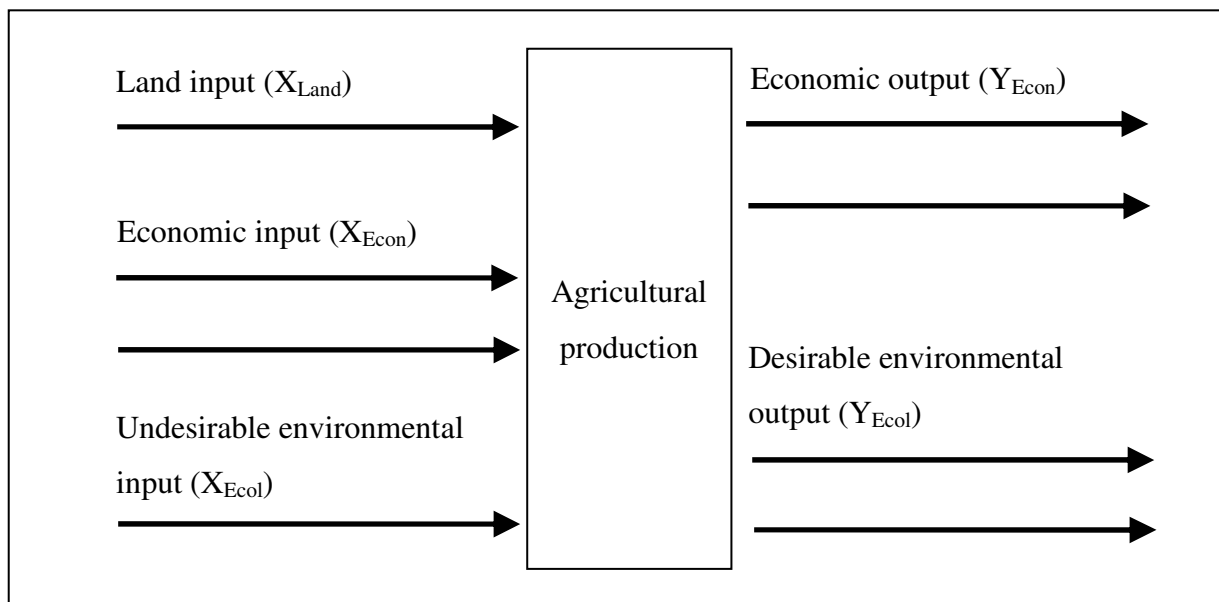 Land input (X_Land)
Economic input (X_Econ)
Undesirable environmental
input (X_Ecol)
Agricultural
production
Economic output (Y_Econ)
Desirable environmental
output (Y_Ecol)